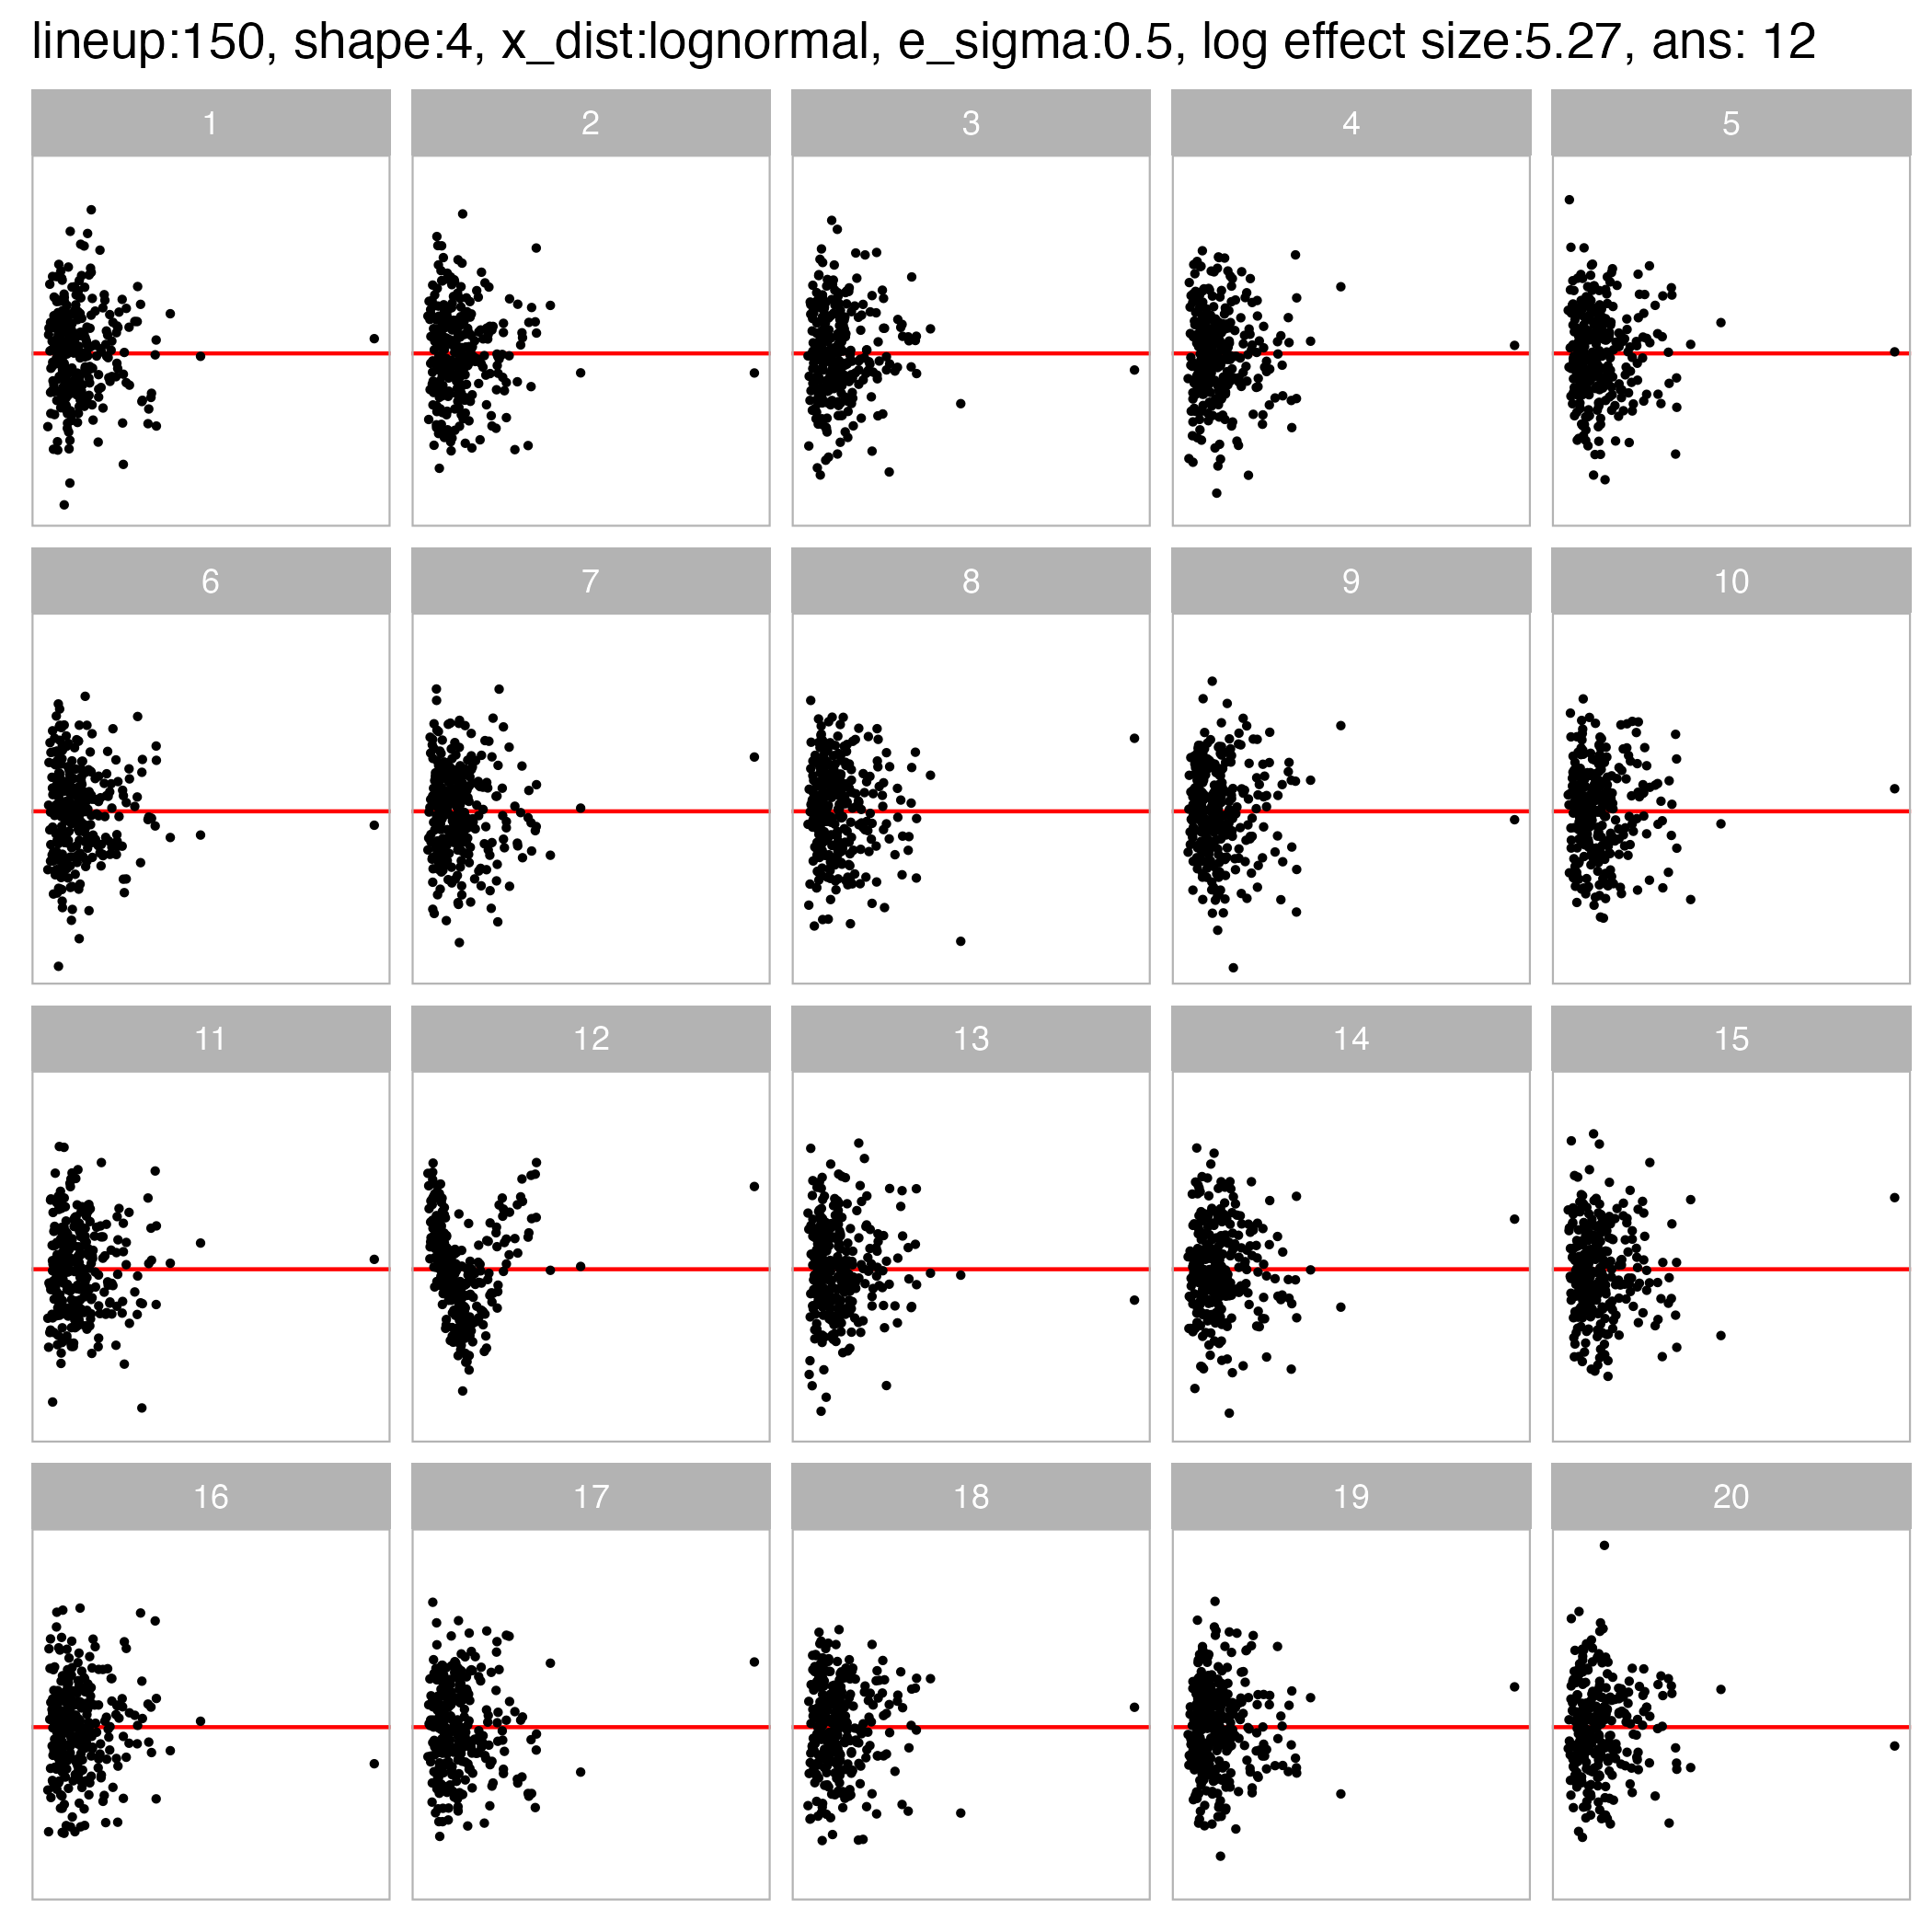 lineup:150, shape:4, x_dist:lognormal, e_sigma:0.5, log effect size:5.27, ans: 12
1 2 3 4 5
6 7 8 9 10
11 12 13 14 15
16 17 18 19 20